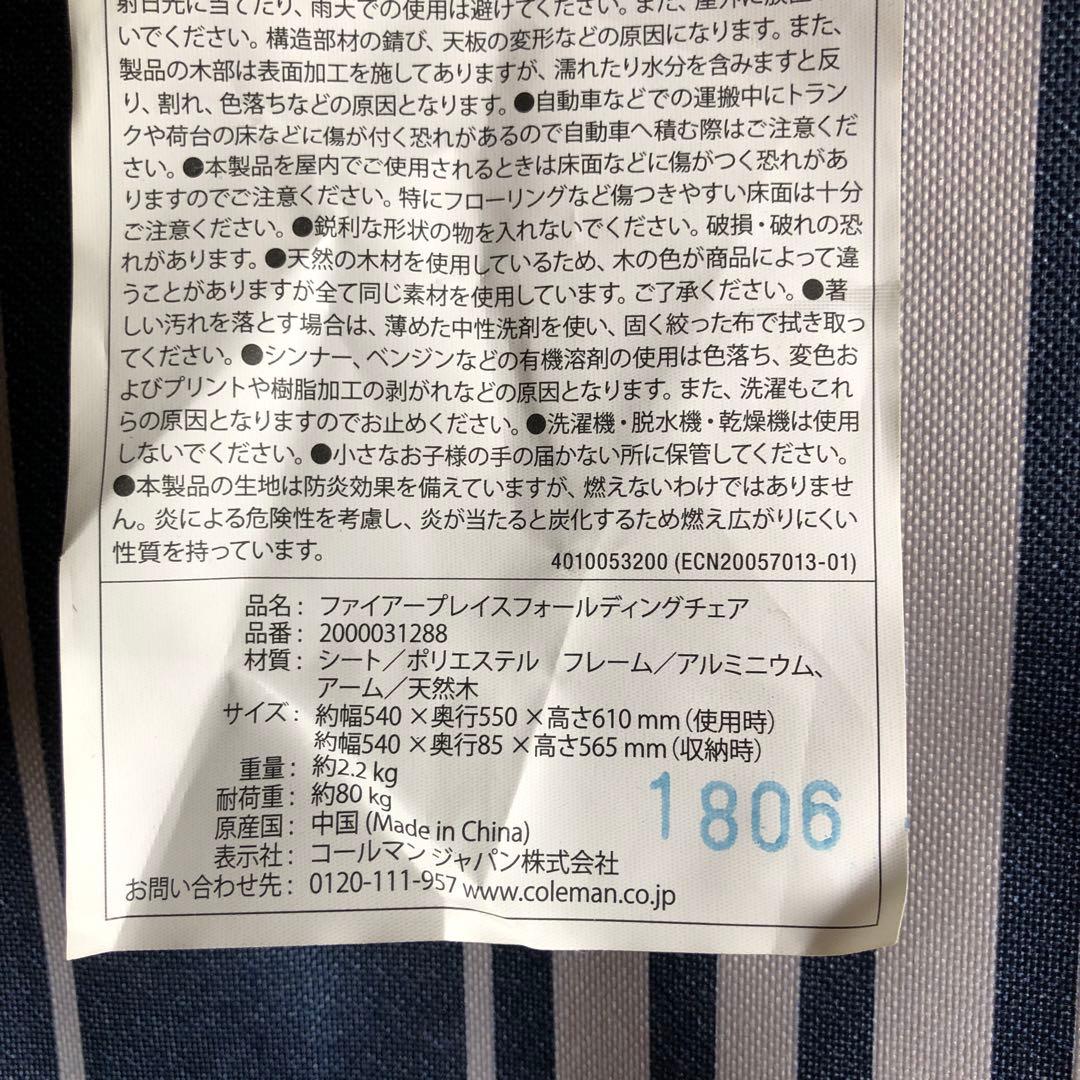 射日光に当てたり、雨天での使用は避けてください。また、屋外に放置
いでください。構造部材の錆び、天板の変形などの原因になります。また、
製品の木部は表面加工を施してありますが、濡れたり水分を含みますと反
り、割れ、色落ちなどの原因となります。●自動車などでの運搬中にトラン
クや荷台の床などに傷が付く恐れがあるので自動車へ積む際はご注意くだ
さい。●本製品を屋内でご使用されるときは床面などに傷がつく恐れがあ
りますのでご注意ください。特にフローリングなど傷つきやすい床面は十分
ご注意ください。●鋭利な形状の物を入れないでください。破損・破れの恐
れがあります。●天然の木材を使用しているため、木の色が商品によって違
うことがありますが全て同じ素材を使用しています。ご了承ください。●著
しい汚れを落とす場合は、薄めた中性洗剤を使い、固く絞った布で拭き取っ
てください。●シンナー、ベンジンなどの有機溶剤の使用は色落ち、変色お
よびプリントや樹脂加工の剥がれなどの原因となります。また、洗濯もこれ
らの原因となりますのでお止めください。●洗濯機・脱水機・乾燥機は使用
しないでください。●小さなお子様の手の届かない所に保管してください。
●本製品の生地は防炎効果を備えていますが、燃えないわけではありませ
ん。炎による危険性を考慮し、炎が当たると炭化するため燃え広がりにくい
性質を持っています。
4010053200 (ECN20057013-01)
品名： ファイアープレイスフォールディングチェア
品番： 2000031288
材質： シート／ポリエステル　フレーム／アルミニウム、
アーム／天然木
サイズ： 約幅540 × 奥行550 × 高さ610 mm（使用時）
約幅540 × 奥行85 × 高さ565 mm（収納時）
重量： 約2.2 kg
耐荷重： 約80 kg
原産国： 中国 (Made in China)
表示社： コールマン ジャパン株式会社
お問い合わせ先： 0120-111-957 www.coleman.co.jp
1806